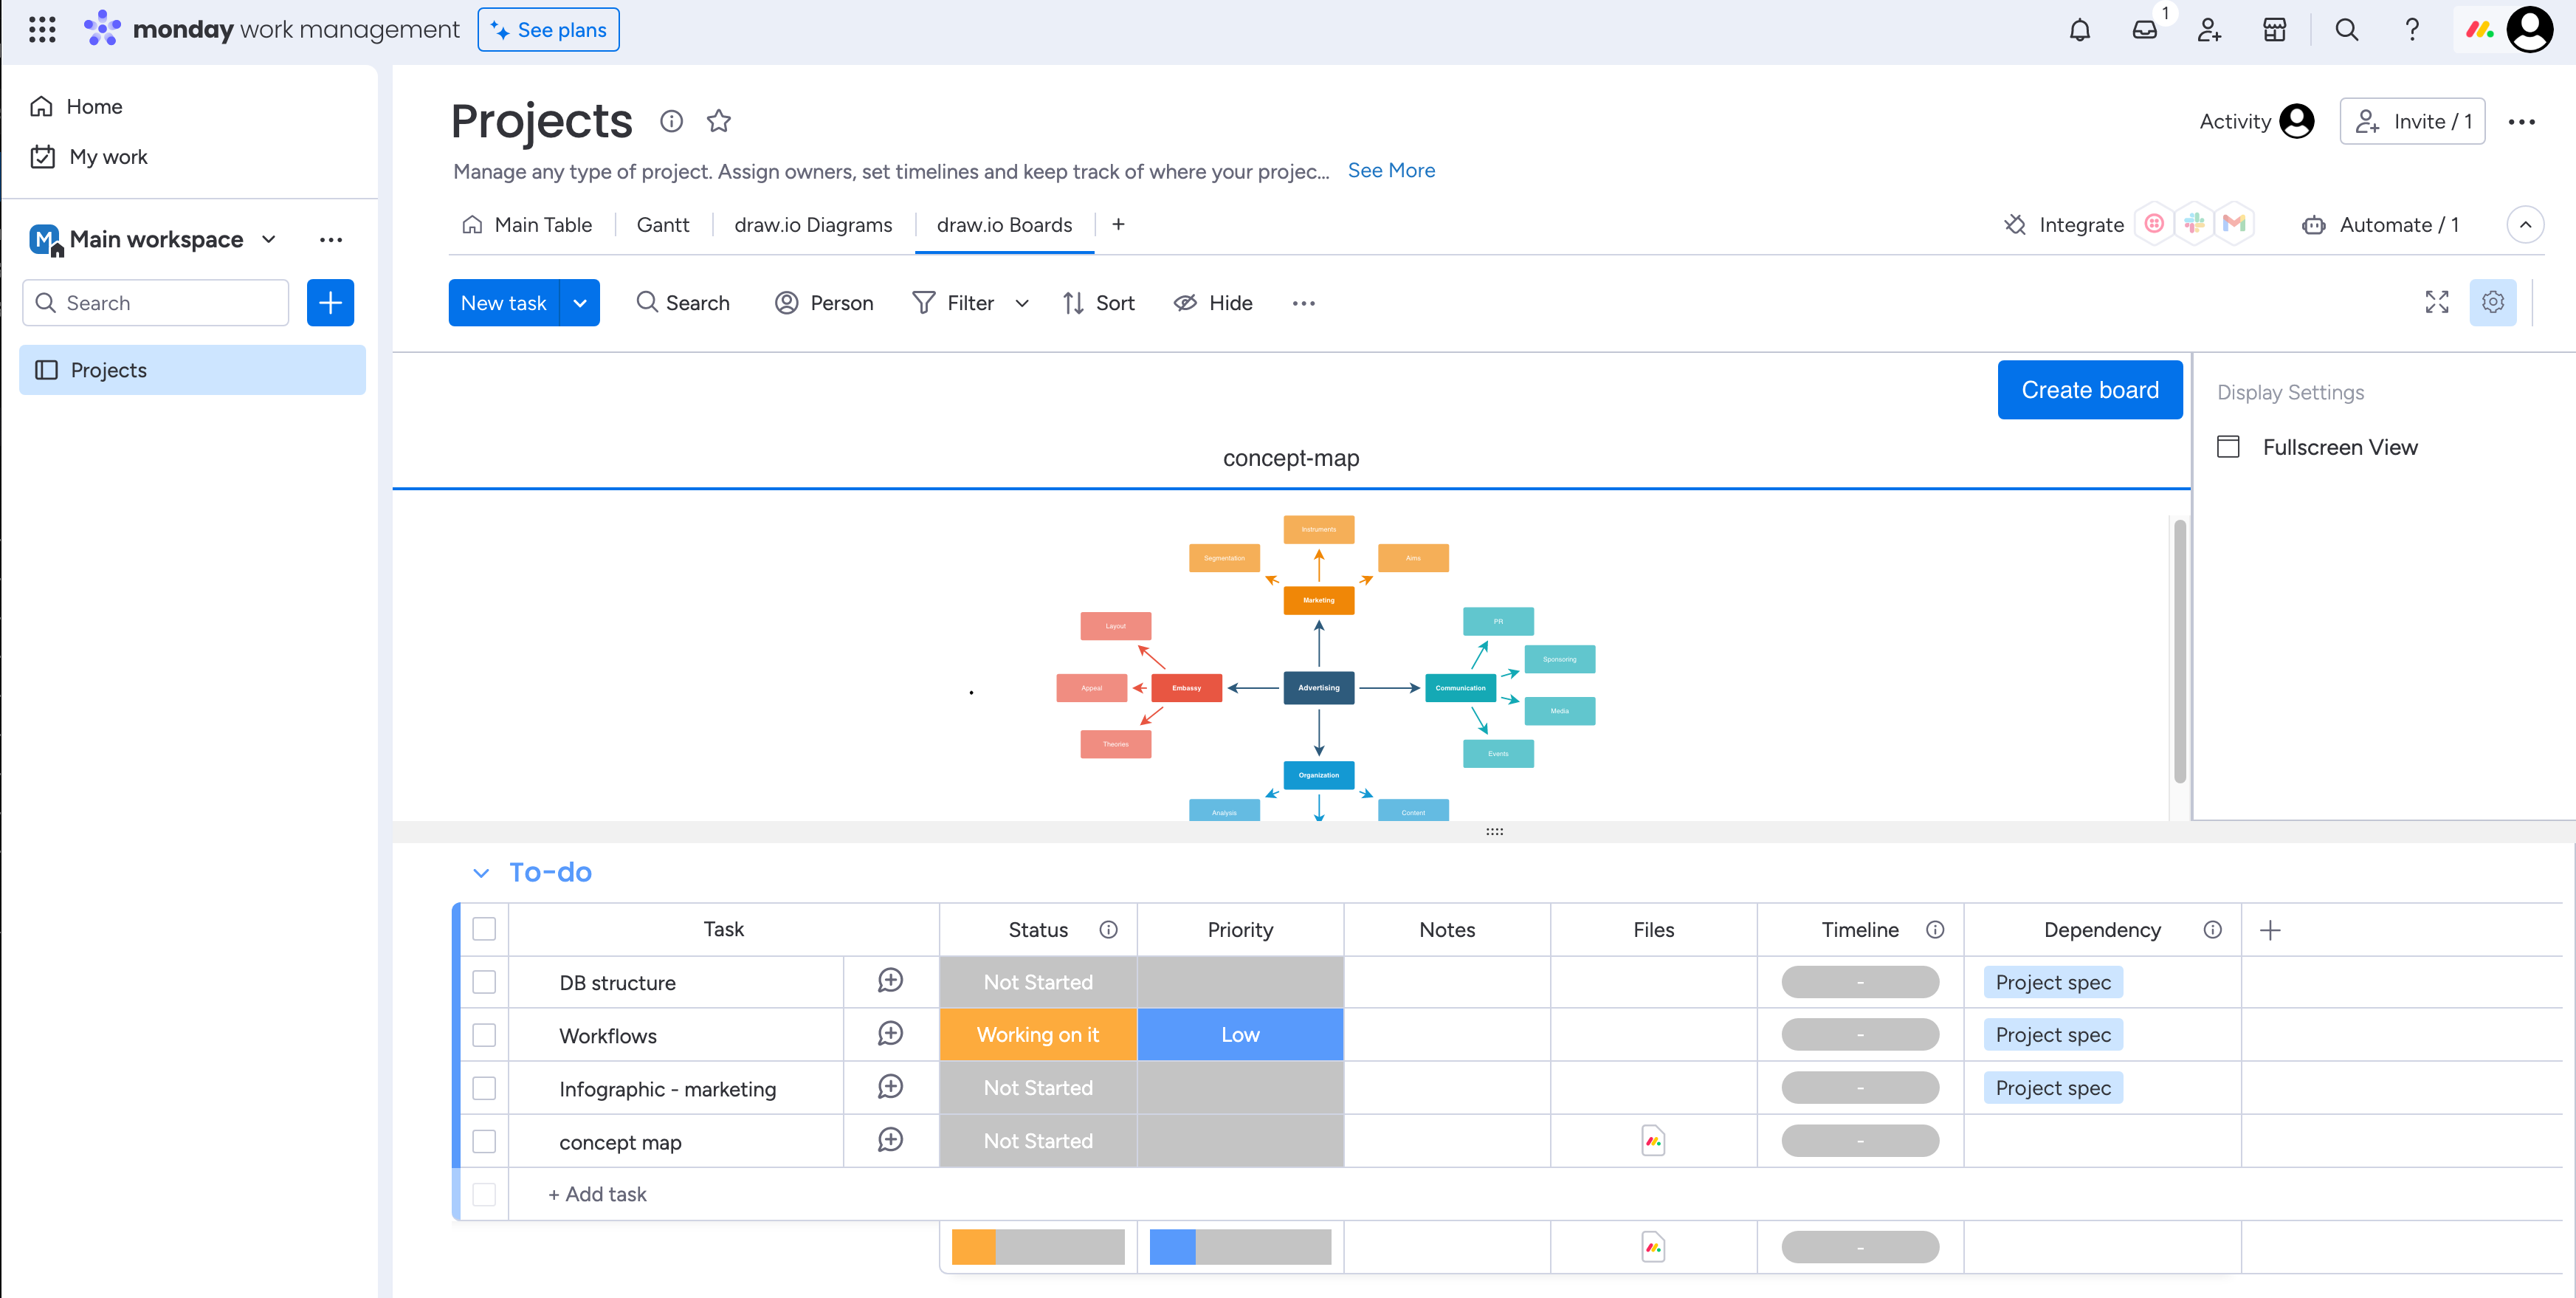 monday work management
See plans
1
Home
My work
M
Main workspace
Search
Projects
Projects
Activity
Invite / 1
Manage any type of project. Assign owners, set timelines and keep track of where your projec... See More
Main Table
Gantt
draw.io Diagrams
draw.io Boards
+
Integrate
Automate / 1
New task
Search
Person
Filter
Sort
Hide
Create board
Display Settings
Fullscreen View
concept-map
Instruments
Segmentation
Aims
Marketing
Layout
PR
Sponsoring
Appeal
Embassy
Advertising
Communication
Media
Theories
Events
Organization
Analysis
Content
To-do
Task
Status
Priority
Notes
Files
Timeline
Dependency
DB structure
Not Started
-
Project spec
Workflows
Working on it
Low
-
Project spec
Infographic - marketing
Not Started
-
Project spec
concept map
Not Started
-
+ Add task
-